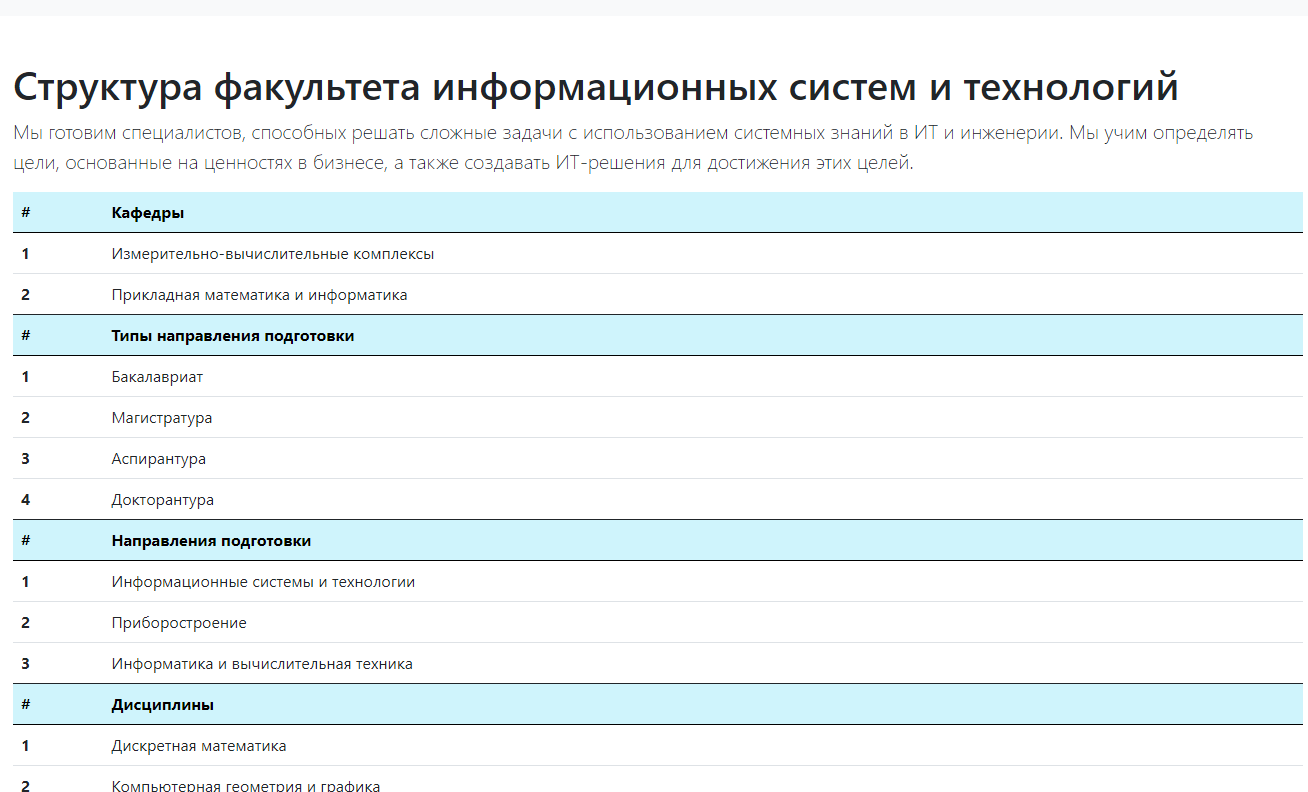 Структура факультета информационных систем и технологий
Мы готовим специалистов, способных решать сложные задачи с использованием системных знаний в ИТ и инженерии. Мы учим определять
цели, основанные на ценностях в бизнесе, а также создавать ИТ-решения для достижения этих целей.
# Кафедры
1 Измерительно-вычислительные комплексы
2 Прикладная математика и информатика
# Типы направления подготовки
1 Бакалавриат
2 Магистратура
3 Аспирантура
4 Докторантура
# Направления подготовки
1 Информационные системы и технологии
2 Приборостроение
3 Информатика и вычислительная техника
# Дисциплины
1 Дискретная математика
2 Компьютерная геометрия и графика